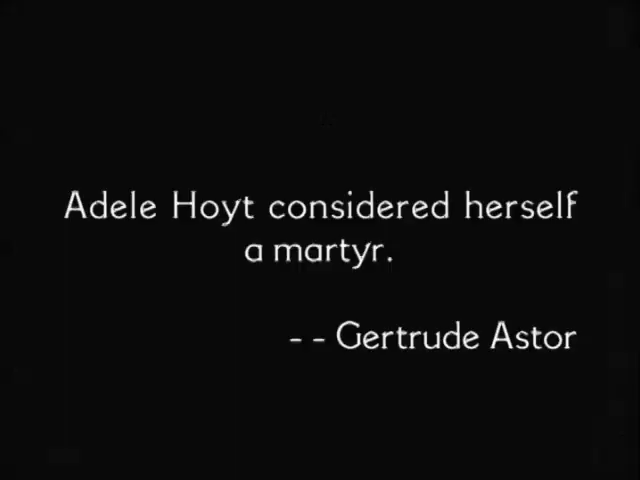 Adele Hoyt considered herself
a martyr.
-- Gertrude Astor